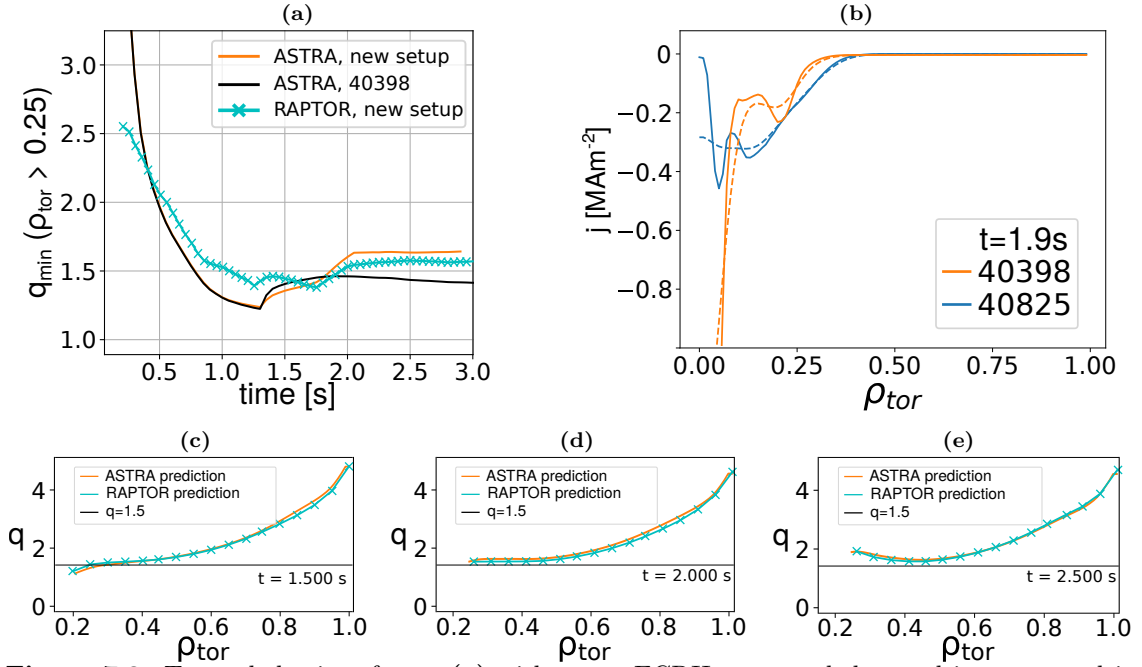 (a)
q_min (ρ_tor > 0.25)
3.0
2.5
2.0
1.5
1.0
ASTRA, new setup
ASTRA, 40398
RAPTOR, new setup
0.5 1.0 1.5 2.0 2.5 3.0
time [s]
(b)
j [MAm⁻²]
0
−0.2
−0.4
−0.6
−0.8
t=1.9s
40398
40825
0.00 0.25 0.50 0.75 1.00
ρ_tor
(c)
q
4
2
0
ASTRA prediction
RAPTOR prediction
q=1.5
t = 1.500 s
0.2 0.4 0.6 0.8 1.0
ρ_tor
(d)
q
4
2
0
ASTRA prediction
RAPTOR prediction
q=1.5
t = 2.000 s
0.2 0.4 0.6 0.8 1.0
ρ_tor
(e)
q
4
2
0
ASTRA prediction
RAPTOR prediction
q=1.5
t = 2.500 s
0.2 0.4 0.6 0.8 1.0
ρ_tor